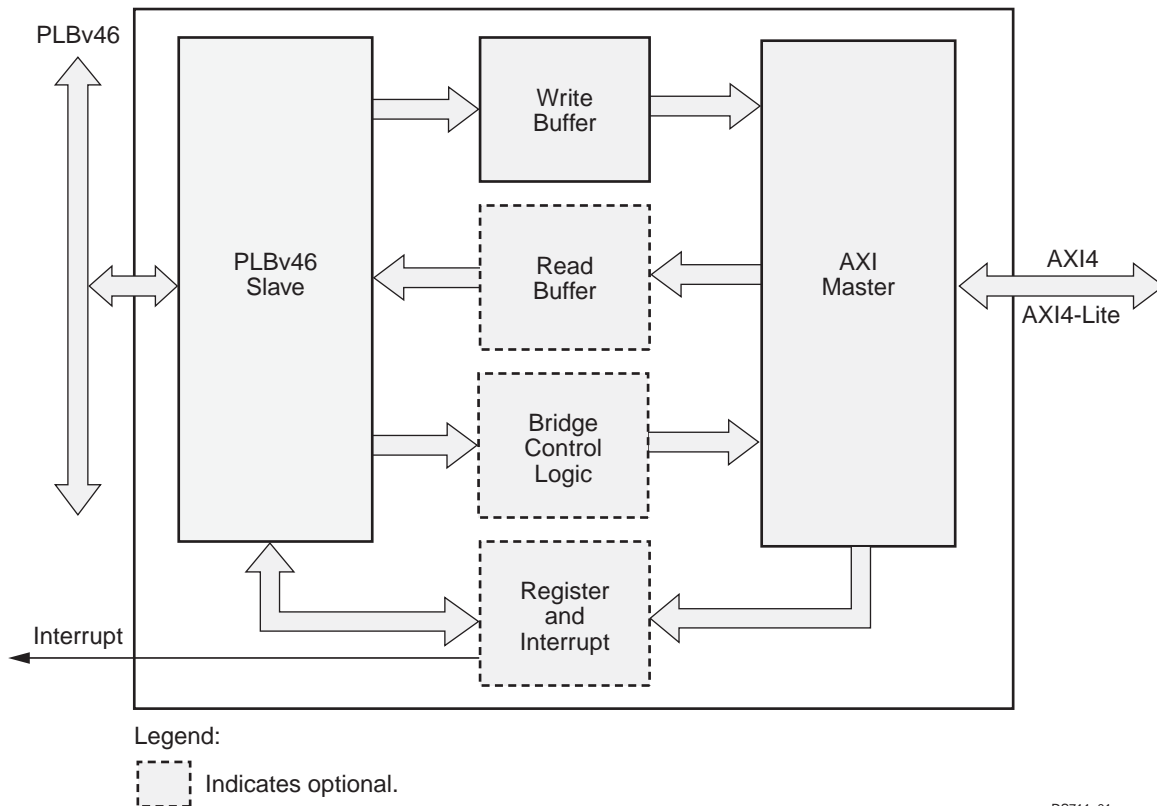 PLBv46
Write
Buffer
PLBv46
Slave
Read
Buffer
AXI
Master
AXI4
AXI4-Lite
Bridge
Control
Logic
Register
and
Interrupt
Interrupt
Legend:
Indicates optional.